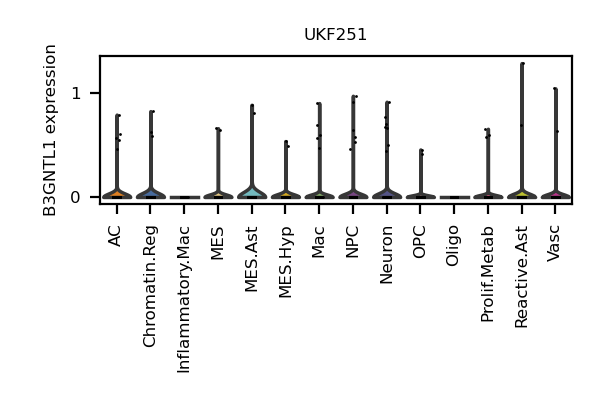 UKF251
B3GNTL1 expression
1
0
AC
Chromatin.Reg
Inflammatory.Mac
MES
MES.Ast
MES.Hyp
Mac
NPC
Neuron
OPC
Oligo
Prolif.Metab
Reactive.Ast
Vasc